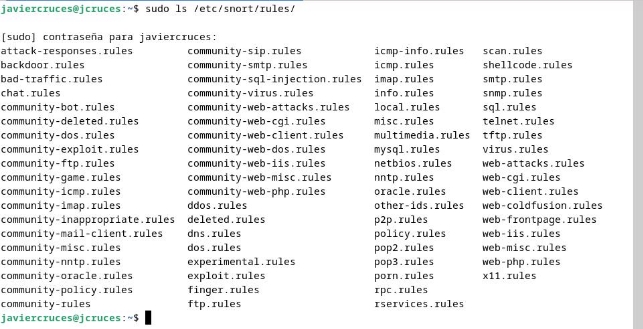 javiercruces@jcruces:~$ sudo ls /etc/snort/rules/
[sudo] contraseña para javiercruces:
attack-responses.rules community-sip.rules icmp-info.rules scan.rules
backdoor.rules community-smtp.rules icmp.rules shellcode.rules
bad-traffic.rules community-sql-injection.rules imap.rules smtp.rules
chat.rules community-virus.rules info.rules snmp.rules
community-bot.rules community-web-attacks.rules local.rules sql.rules
community-deleted.rules community-web-cgi.rules misc.rules telnet.rules
community-dos.rules community-web-client.rules multimedia.rules tftp.rules
community-exploit.rules community-web-dos.rules mysql.rules virus.rules
community-ftp.rules community-web-iis.rules netbios.rules web-attacks.rules
community-game.rules community-web-misc.rules nntp.rules web-cgi.rules
community-icmp.rules community-web-php.rules oracle.rules web-client.rules
community-imap.rules ddos.rules other-ids.rules web-coldfusion.rules
community-inappropriate.rules deleted.rules p2p.rules web-frontpage.rules
community-mail-client.rules dns.rules policy.rules web-iis.rules
community-misc.rules dos.rules pop2.rules web-misc.rules
community-nntp.rules experimental.rules pop3.rules web-php.rules
community-oracle.rules exploit.rules porn.rules x11.rules
community-policy.rules finger.rules rpc.rules
community-rules ftp.rules rservices.rules
javiercruces@jcruces:~$